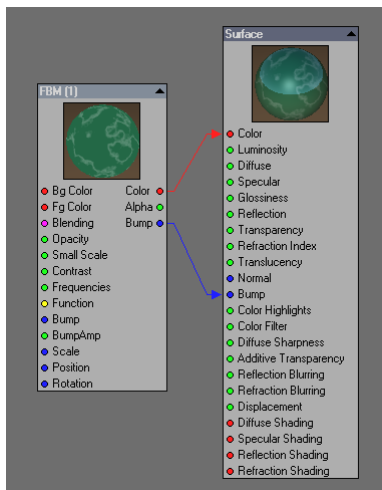 FBM (1)
Bg Color Color
Fg Color Alpha
Blending Bump
Opacity
Small Scale
Contrast
Frequencies
Function
Bump
BumpAmp
Scale
Position
Rotation
Surface
Color
Luminosity
Diffuse
Specular
Glossiness
Reflection
Transparency
Refraction Index
Translucency
Normal
Bump
Color Highlights
Color Filter
Diffuse Sharpness
Additive Transparency
Reflection Blurring
Refraction Blurring
Displacement
Diffuse Shading
Specular Shading
Reflection Shading
Refraction Shading